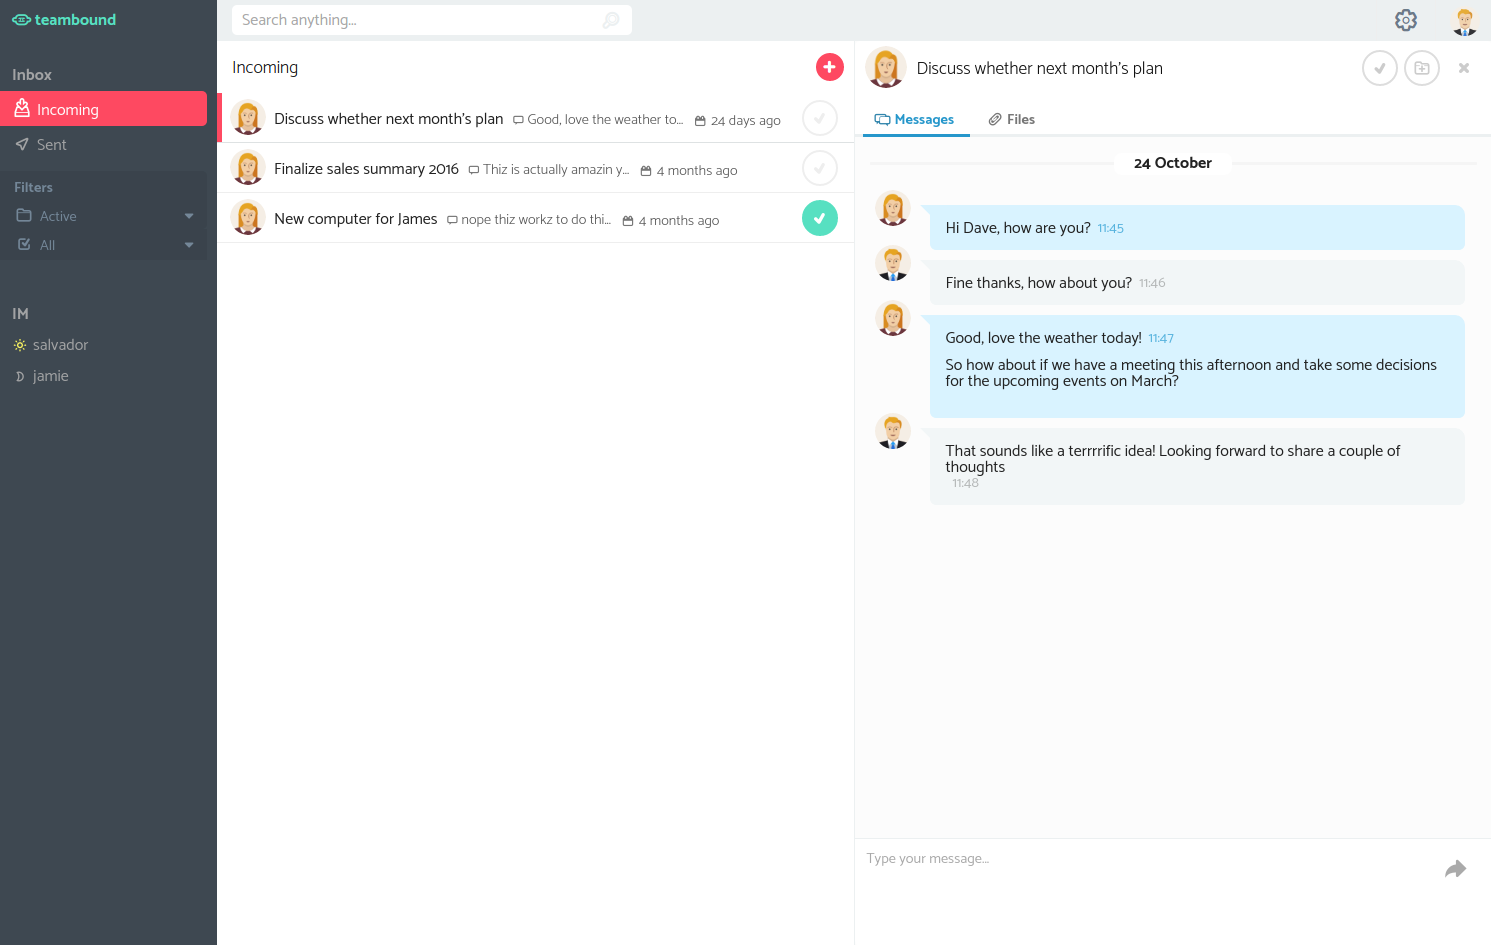 teambound
Search anything...
Inbox
Incoming
Sent
Filters
Active
All
IM
salvador
jamie
Incoming
Discuss whether next month's plan Good, love the weather to... 24 days ago
Finalize sales summary 2016 Thiz is actually amazin y... 4 months ago
New computer for James nope thiz workz to do thi... 4 months ago
Discuss whether next month's plan
Messages Files
24 October
Hi Dave, how are you? 11:45
Fine thanks, how about you? 11:46
Good, love the weather today! 11:47
So how about if we have a meeting this afternoon and take some decisions
for the upcoming events on March?
That sounds like a terrrrific idea! Looking forward to share a couple of
thoughts
11:48
Type your message...